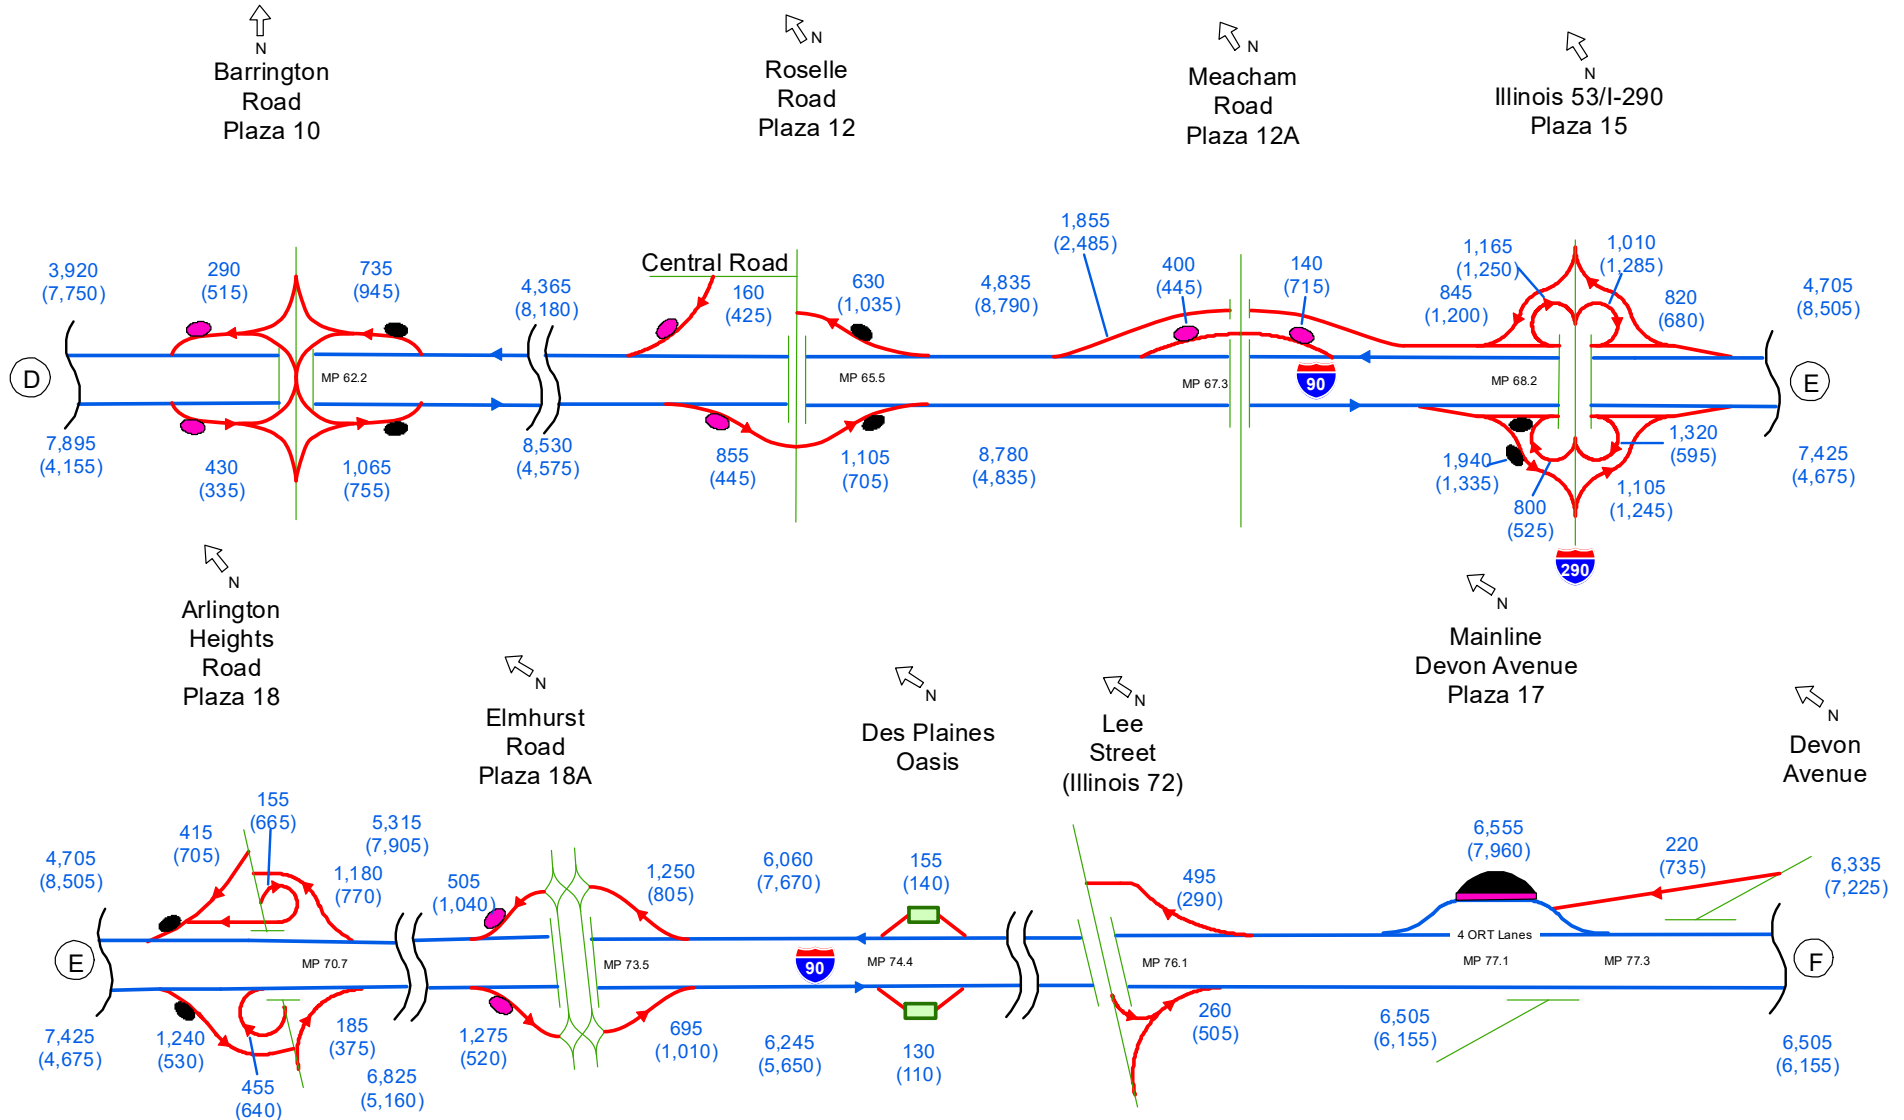 N
Barrington
Road
Plaza 10
N
Roselle
Road
Plaza 12
N
Meacham
Road
Plaza 12A
N
Illinois 53/I-290
Plaza 15
3,920
(7,750)
290
(515)
735
(945)
4,365
(8,180)
Central Road
160
(425)
630
(1,035)
4,835
(8,790)
1,855
(2,485)
400
(445)
140
(715)
1,165
(1,250)
845
(1,200)
1,010
(1,285)
820
(680)
4,705
(8,505)
D
MP 62.2
MP 65.5
MP 67.3
90
MP 68.2
E
7,895
(4,155)
430
(335)
1,065
(755)
8,530
(4,575)
855
(445)
1,105
(705)
8,780
(4,835)
1,940
(1,335)
800
(525)
1,320
(595)
1,105
(1,245)
7,425
(4,675)
290
N
Arlington
Heights
Road
Plaza 18
N
Elmhurst
Road
Plaza 18A
N
Des Plaines
Oasis
N
Lee
Street
(Illinois 72)
N
Mainline
Devon Avenue
Plaza 17
N
Devon
Avenue
4,705
(8,505)
415
(705)
155
(665)
1,180
(770)
5,315
(7,905)
505
(1,040)
1,250
(805)
6,060
(7,670)
155
(140)
495
(290)
6,555
(7,960)
220
(735)
6,335
(7,225)
E
MP 70.7
MP 73.5
90
MP 74.4
MP 76.1
4 ORT Lanes
MP 77.1
MP 77.3
F
7,425
(4,675)
1,240
(530)
455
(640)
185
(375)
6,825
(5,160)
1,275
(520)
695
(1,010)
6,245
(5,650)
130
(110)
260
(505)
6,505
(6,155)
6,505
(6,155)